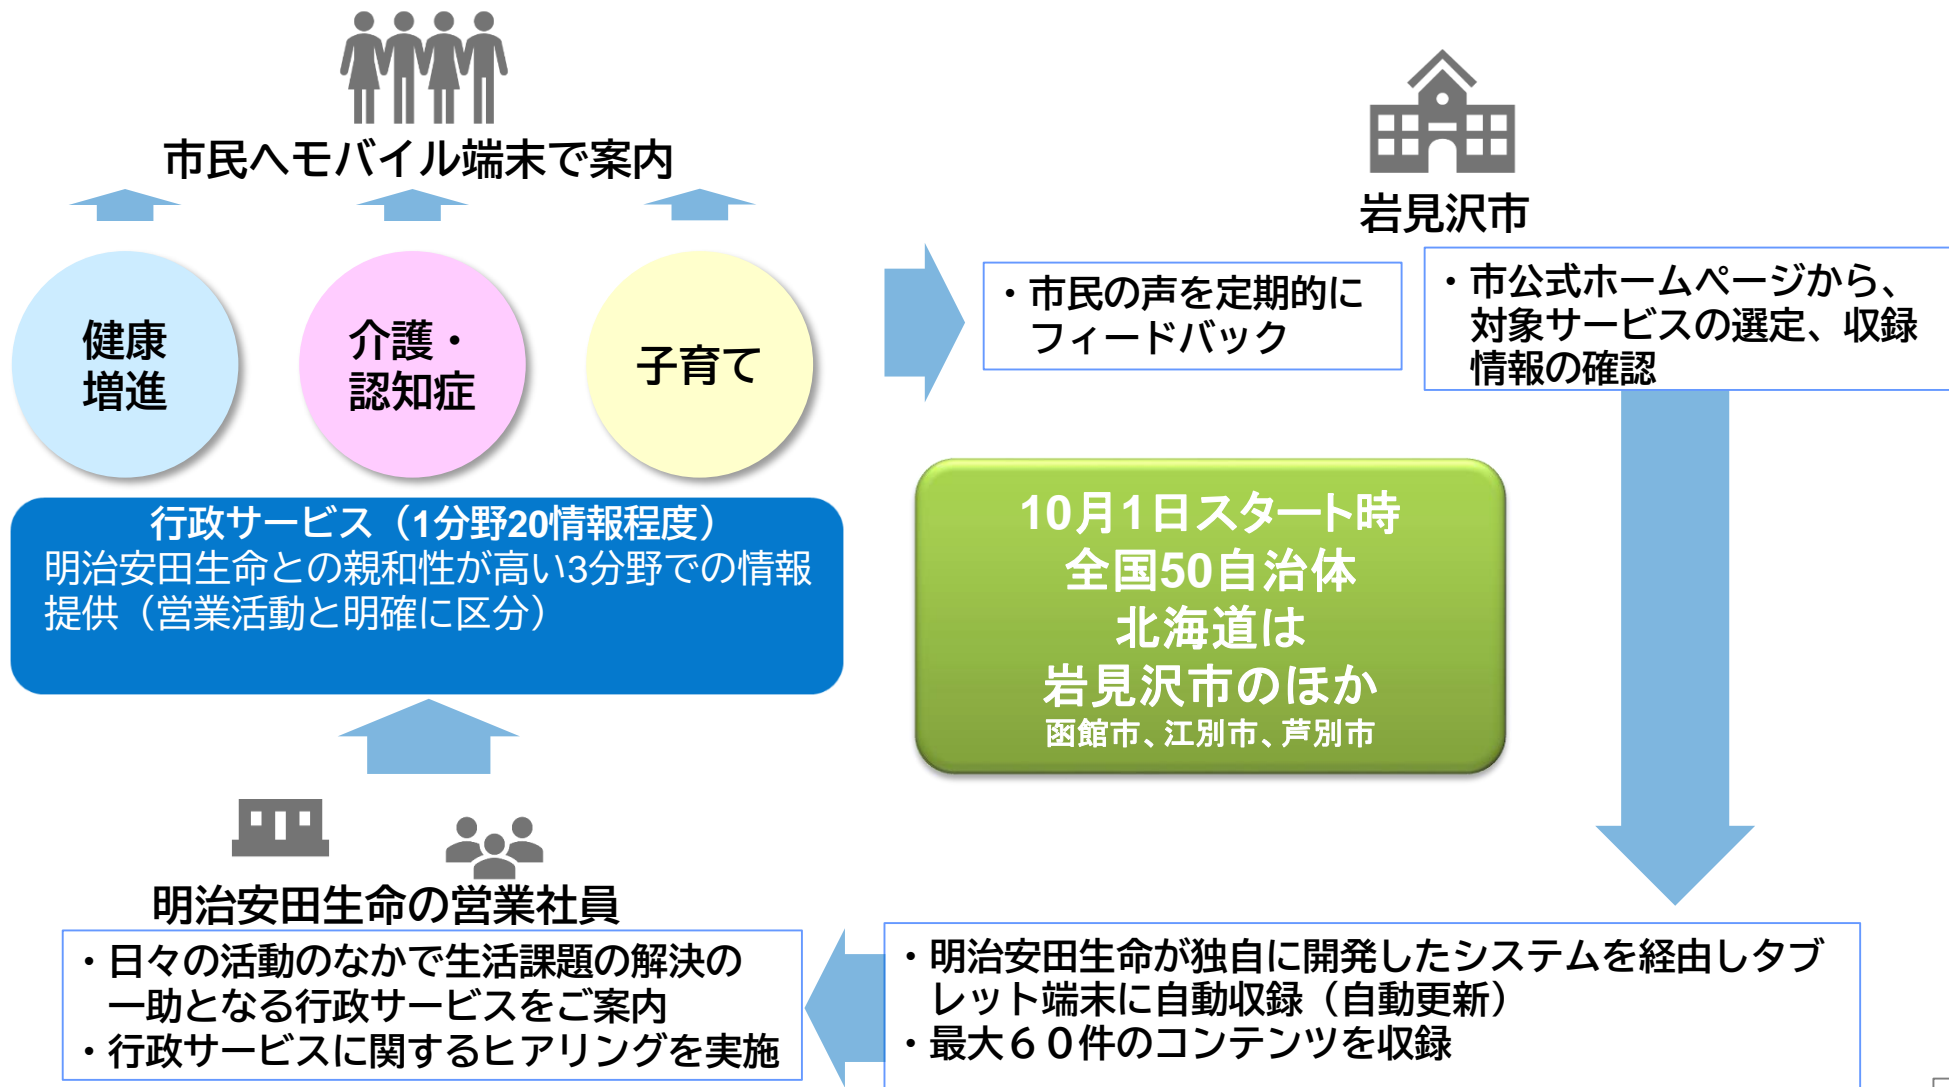 市民へモバイル端末で案内
健康
増進
介護・
認知症
子育て
行政サービス（1分野20情報程度）
明治安田生命との親和性が高い3分野での情報
提供（営業活動と明確に区分）
明治安田生命の営業社員
・日々の活動のなかで生活課題の解決の
一助となる行政サービスをご案内
・行政サービスに関するヒアリングを実施
岩見沢市
・市民の声を定期的に
フィードバック
・市公式ホームページから、
対象サービスの選定、収録
情報の確認
10月1日スタート時
全国50自治体
北海道は
岩見沢市のほか
函館市、江別市、芦別市
・明治安田生命が独自に開発したシステムを経由しタブ
レット端末に自動収録（自動更新）
・最大６０件のコンテンツを収録